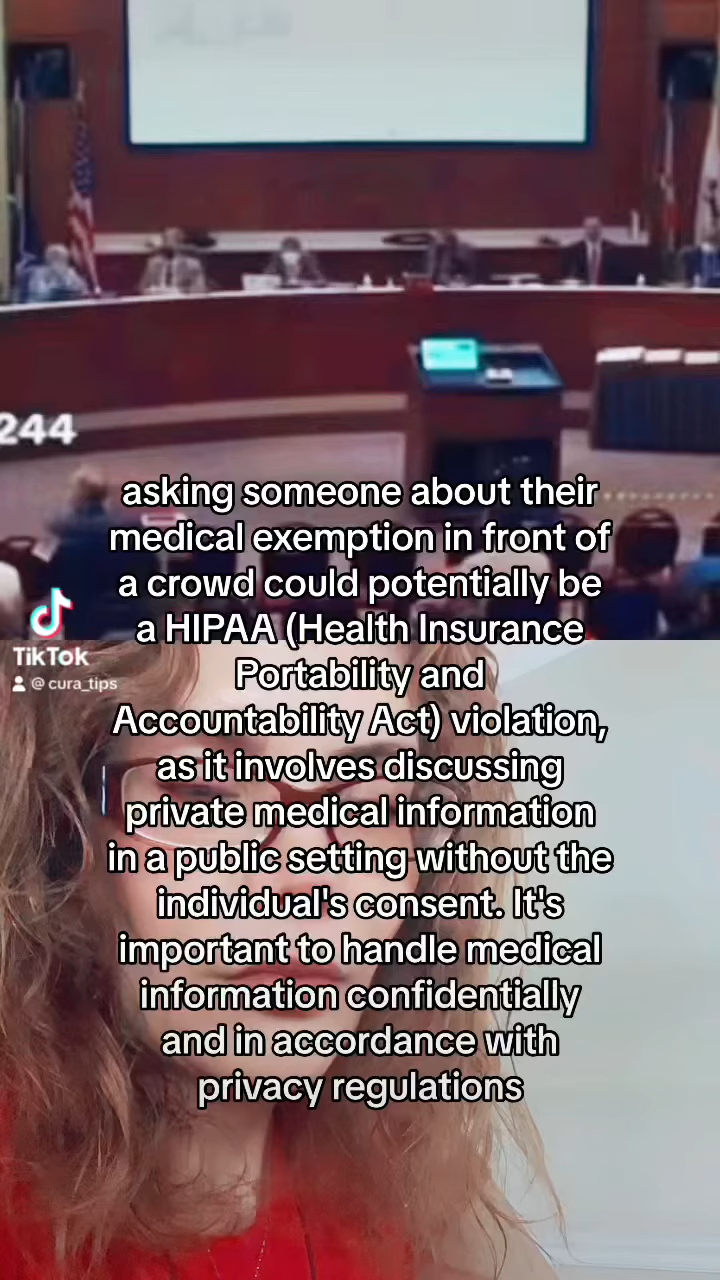 244
asking someone about their
medical exemption in front of
a crowd could potentially be
a HIPAA (Health Insurance
Portability and
Accountability Act) violation,
as it involves discussing
private medical information
in a public setting without the
individual's consent. It's
important to handle medical
information confidentially
and in accordance with
privacy regulations
TikTok
@ cura_tips